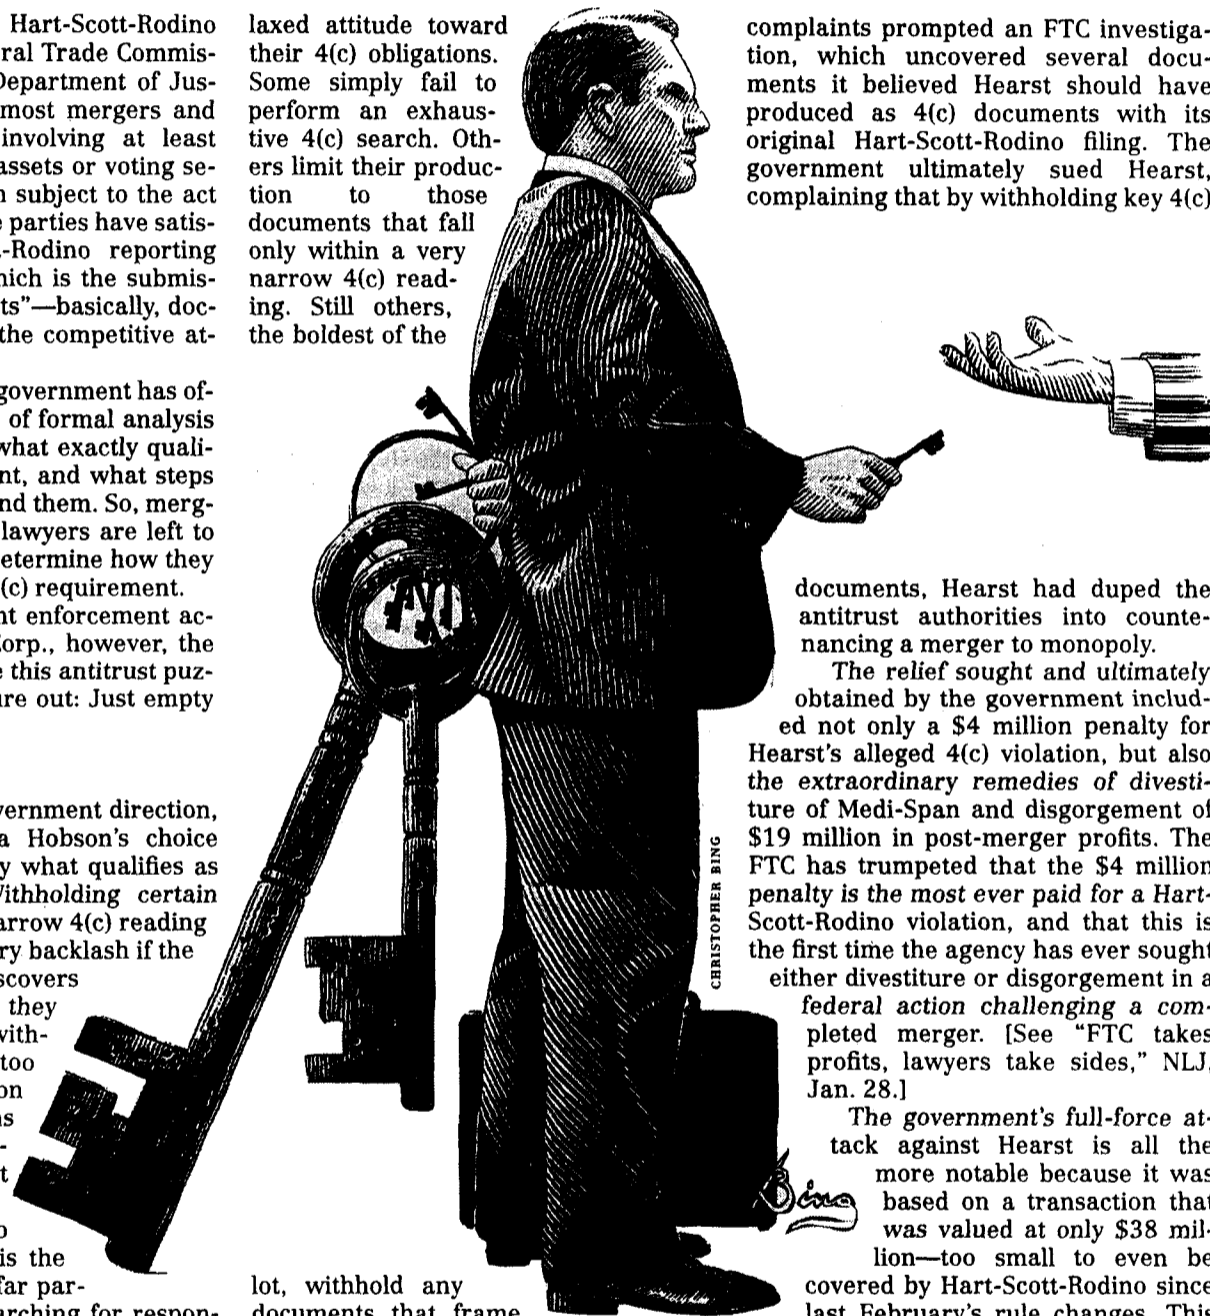 Hart-Scott-Rodino
ral Trade Commis-
Department of Jus-
most mergers and
involving at least
assets or voting se-
n subject to the act
e parties have satis-
-Rodino reporting
hich is the submis-
ts”—basically, doc-
the competitive at-
government has of-
of formal analysis
what exactly quali-
nt, and what steps
nd them. So, merg-
lawyers are left to
etermine how they
(c) requirement.
nt enforcement ac-
Corp., however, the
e this antitrust puz-
ure out: Just empty
vernment direction,
a Hobson’s choice
y what qualifies as
Withholding certain
arrow 4(c) reading
ry backlash if the
scovers
they
with-
too
on
ns
-
t
o
is the
far par-
arching for respon-
laxed attitude toward
their 4(c) obligations.
Some simply fail to
perform an exhaus-
tive 4(c) search. Oth-
ers limit their produc-
tion to those
documents that fall
only within a very
narrow 4(c) read-
ing. Still others,
the boldest of the
lot, withhold any
documents that frame
CHRISTOPHER BING
Bing
complaints prompted an FTC investiga-
tion, which uncovered several docu-
ments it believed Hearst should have
produced as 4(c) documents with its
original Hart-Scott-Rodino filing. The
government ultimately sued Hearst,
complaining that by withholding key 4(c)
documents, Hearst had duped the
antitrust authorities into counte-
nancing a merger to monopoly.
The relief sought and ultimately
obtained by the government includ-
ed not only a $4 million penalty for
Hearst’s alleged 4(c) violation, but also
the extraordinary remedies of divesti-
ture of Medi-Span and disgorgement of
$19 million in post-merger profits. The
FTC has trumpeted that the $4 million
penalty is the most ever paid for a Hart-
Scott-Rodino violation, and that this is
the first time the agency has ever sought
either divestiture or disgorgement in a
federal action challenging a com-
pleted merger. [See “FTC takes
profits, lawyers take sides,” NLJ,
Jan. 28.]
The government’s full-force at-
tack against Hearst is all the
more notable because it was
based on a transaction that
was valued at only $38 mil-
lion—too small to even be
covered by Hart-Scott-Rodino since
last February’s rule changes. This